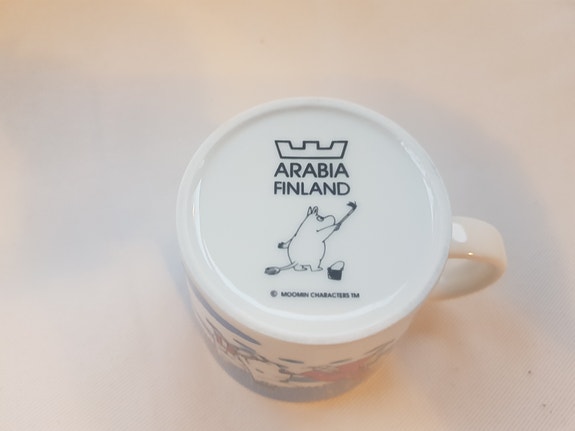 ARABIA
FINLAND
© MOOMIN CHARACTERS TM